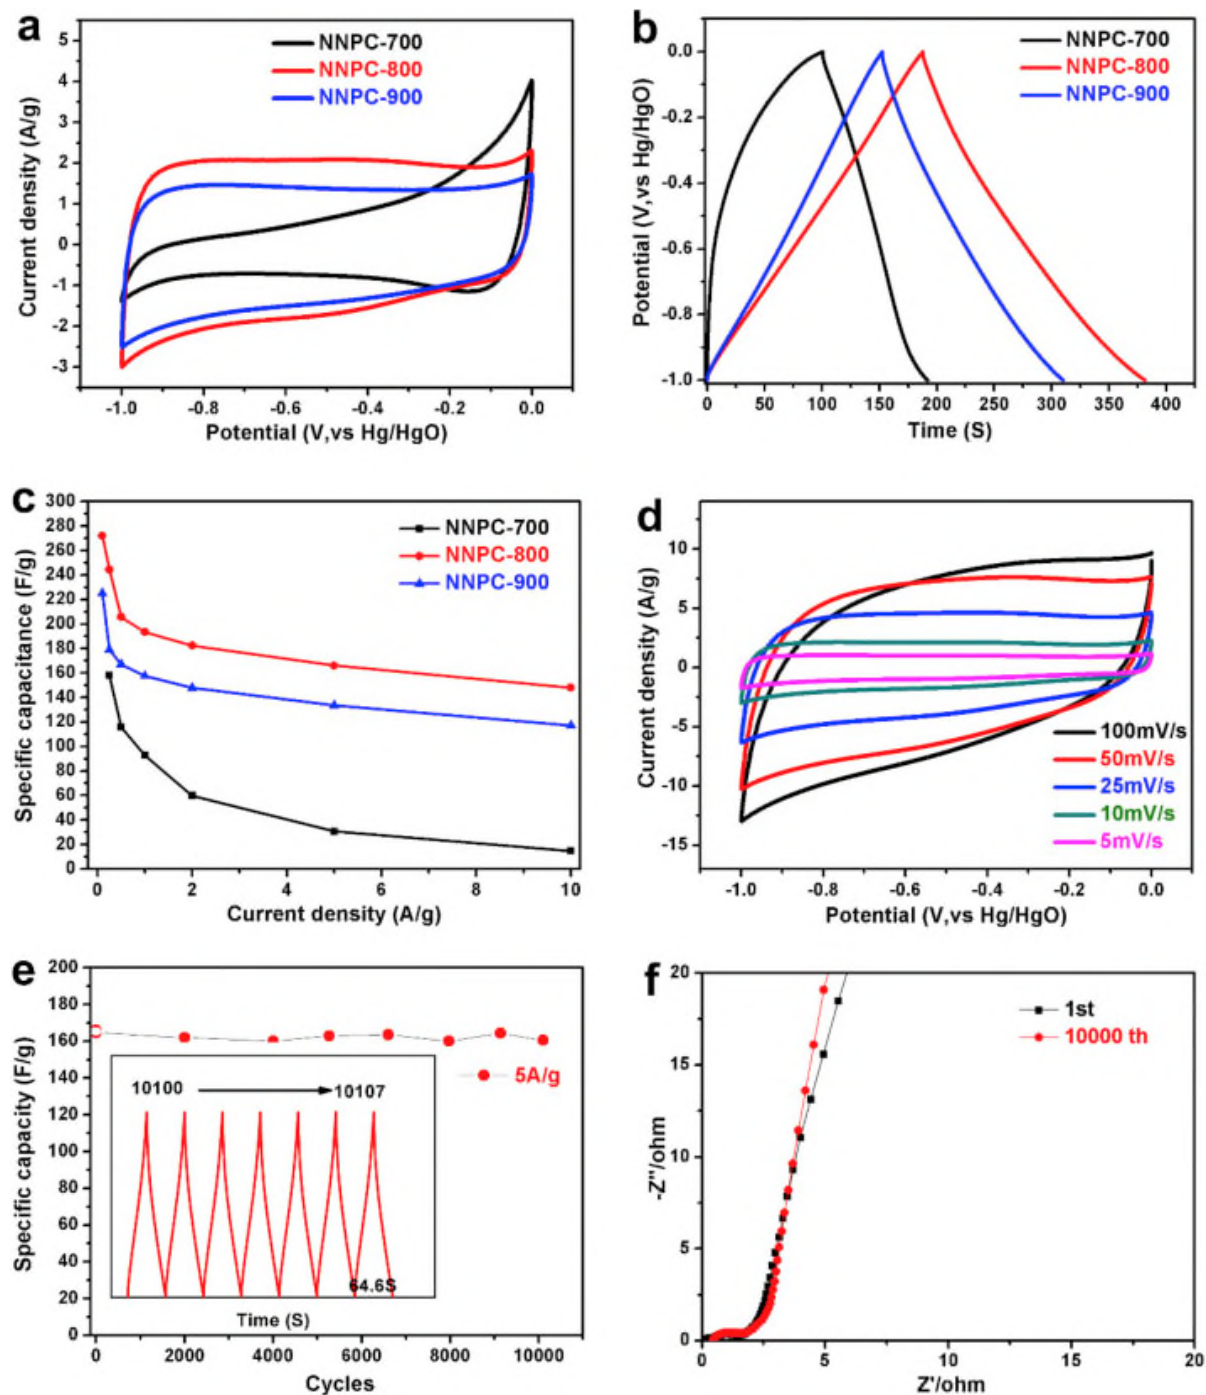 a
NNPC-700
NNPC-800
NNPC-900
Current density (A/g)
5
4
3
2
1
0
-1
-2
-3
-1.0 -0.8 -0.6 -0.4 -0.2 0.0
Potential (V,vs Hg/HgO)
b
NNPC-700
NNPC-800
NNPC-900
Potential (V,vs Hg/HgO)
0.0
-0.2
-0.4
-0.6
-0.8
-1.0
0 50 100 150 200 250 300 350 400
Time (S)
c
NNPC-700
NNPC-800
NNPC-900
Specific capacitance (F/g)
300
280
260
240
220
200
180
160
140
120
100
80
60
40
20
0
0 2 4 6 8 10
Current density (A/g)
d
Current density (A/g)
10
5
0
-5
-10
-15
100mV/s
50mV/s
25mV/s
10mV/s
5mV/s
-1.0 -0.8 -0.6 -0.4 -0.2 0.0
Potential (V,vs Hg/HgO)
e
Specific capacity (F/g)
200
180
160
140
120
100
80
60
40
20
0
5A/g
10100
10107
64.6S
Time (S)
0 2000 4000 6000 8000 10000
Cycles
f
1st
10000 th
-Z''/ohm
20
15
10
5
0
0 5 10 15 20
Z'/ohm